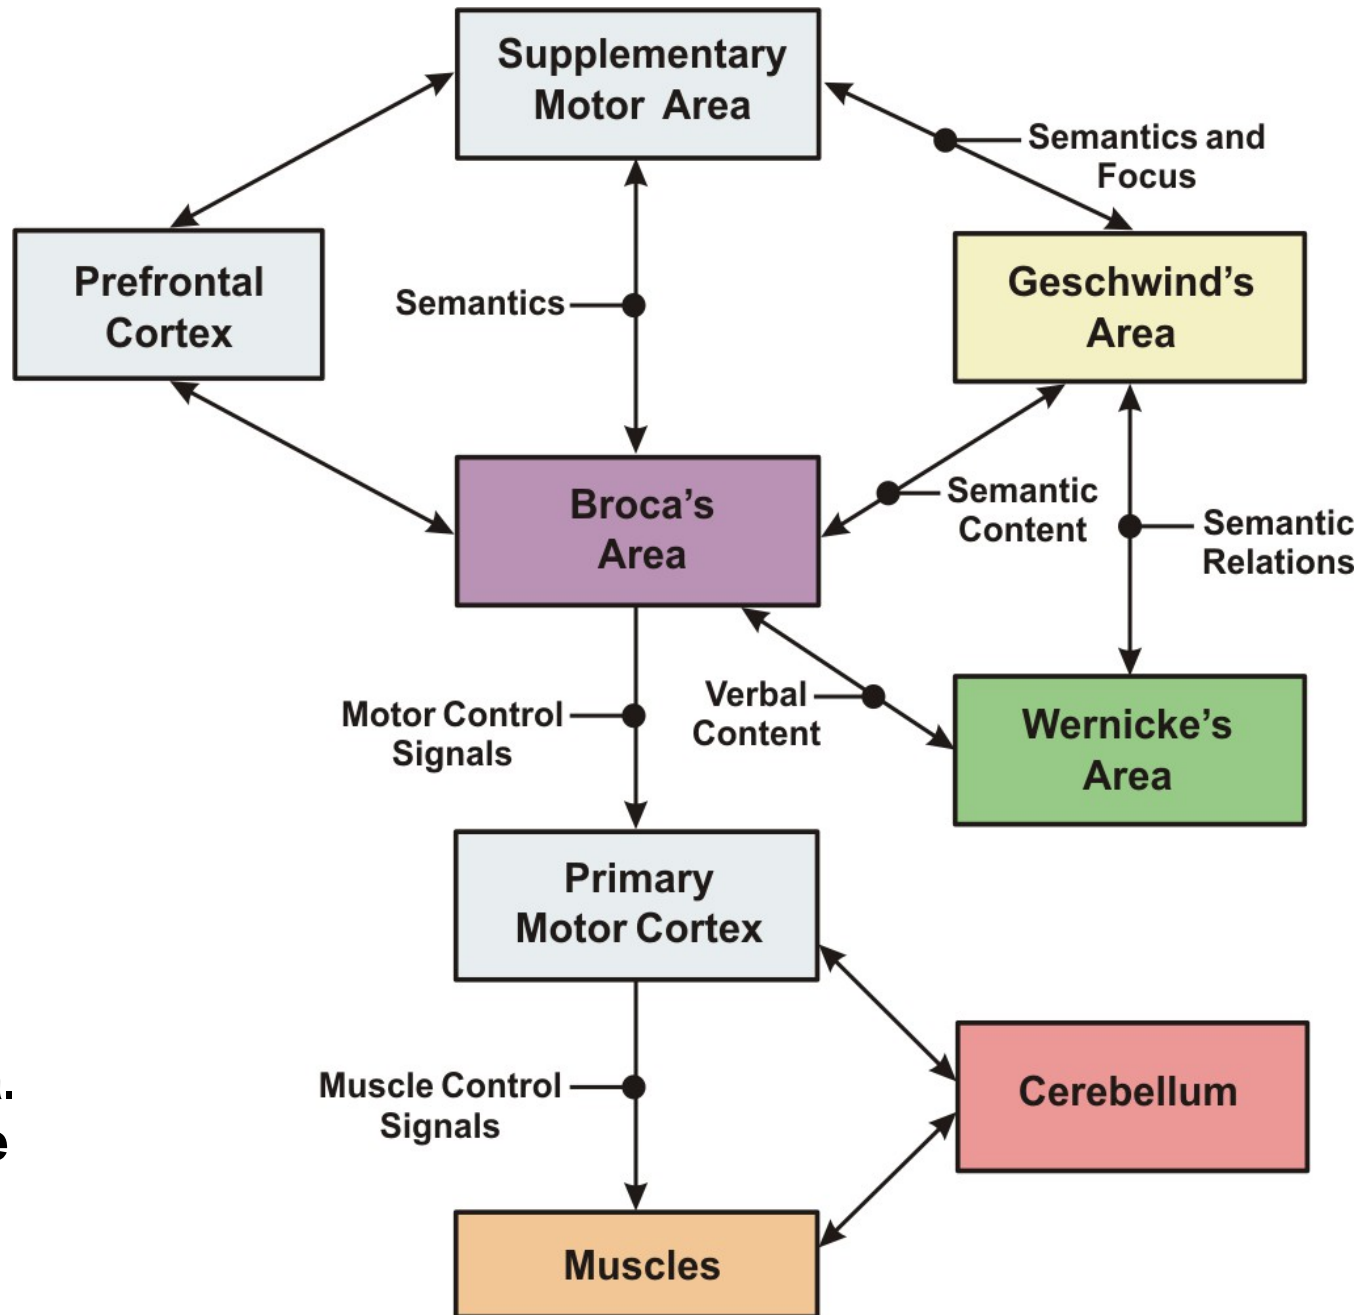 Supplementary
Motor Area
Semantics and
Focus
Prefrontal
Cortex
Semantics
Geschwind’s
Area
Broca’s
Area
Semantic
Content
Semantic
Relations
Motor Control
Signals
Verbal
Content
Wernicke’s
Area
Primary
Motor Cortex
Muscle Control
Signals
Cerebellum
Muscles